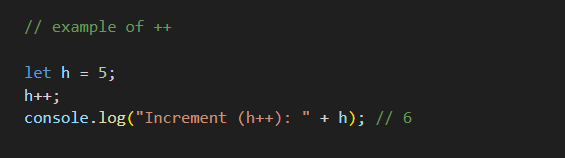 // example of ++
let h = 5;
h++;
console.log("Increment (h++): " + h); // 6